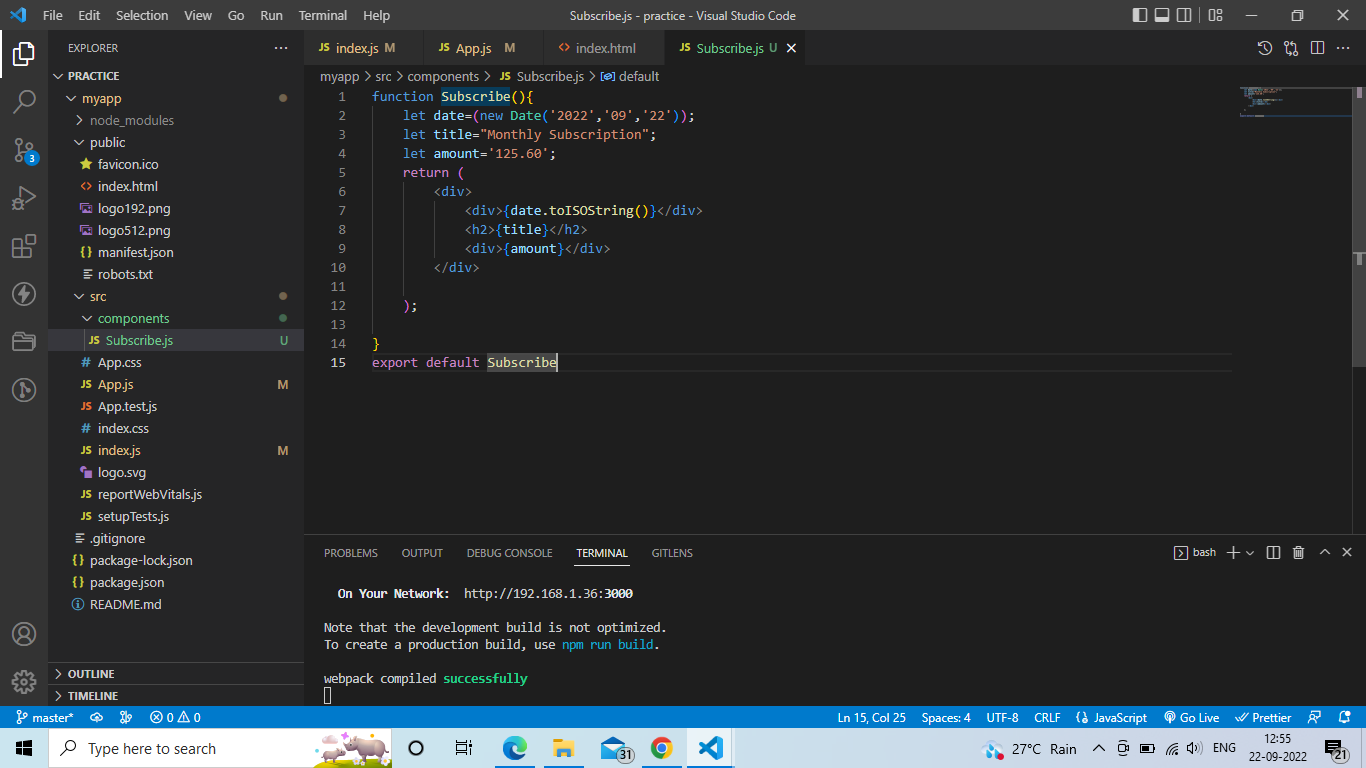 File Edit Selection View Go Run Terminal Help Subscribe.js - practice - Visual Studio Code
EXPLORER ···
JS index.js M JS App.js M <> index.html JS Subscribe.js U ×
PRACTICE
myapp
node_modules
public
favicon.ico
<> index.html
logo192.png
logo512.png
{} manifest.json
robots.txt
src
components
JS Subscribe.js U
# App.css
JS App.js M
JS App.test.js
# index.css
JS index.js M
logo.svg
JS reportWebVitals.js
JS setupTests.js
.gitignore
{} package-lock.json
{} package.json
README.md
OUTLINE
TIMELINE
3
myapp > src > components > JS Subscribe.js > default
1 function Subscribe(){
2 let date=(new Date('2022','09','22'));
3 let title="Monthly Subscription";
4 let amount='125.60';
5 return (
6 <div>
7 <div>{date.toISOString()}</div>
8 <h2>{title}</h2>
9 <div>{amount}</div>
10 </div>
11
12 );
13
14 }
15 export default Subscribe
PROBLEMS OUTPUT DEBUG CONSOLE TERMINAL GITLENS bash
On Your Network: http://192.168.1.36:3000
Note that the development build is not optimized.
To create a production build, use npm run build.
webpack compiled successfully
master* 0 0 Ln 15, Col 25 Spaces: 4 UTF-8 CRLF {} JavaScript Go Live Prettier
Type here to search 31 27°C Rain ENG 12:55
22-09-2022 21